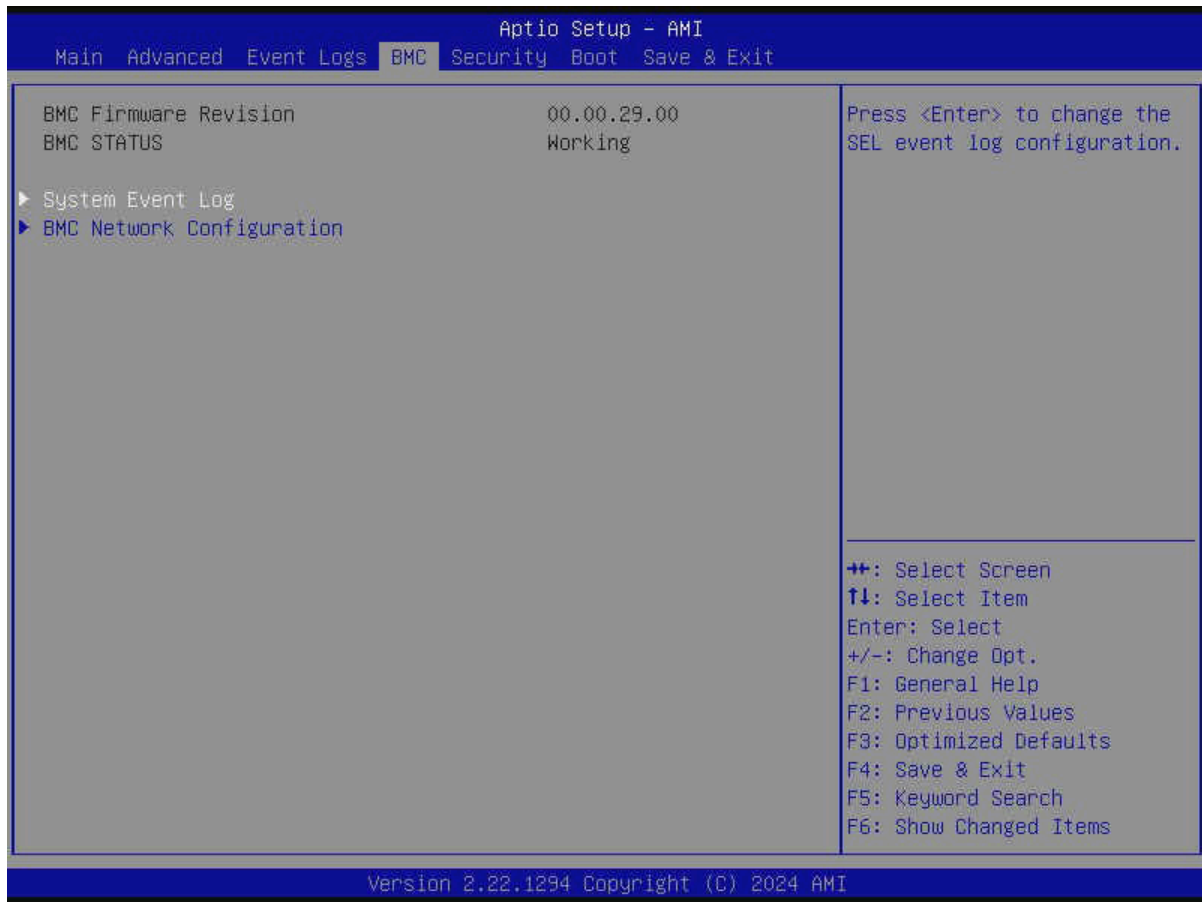 Aptio Setup – AMI
Main Advanced Event Logs BMC Security Boot Save & Exit
BMC Firmware Revision 00.00.29.00
BMC STATUS Working
System Event Log
BMC Network Configuration
Press <Enter> to change the
SEL event log configuration.
→←: Select Screen
↑↓: Select Item
Enter: Select
+/-: Change Opt.
F1: General Help
F2: Previous Values
F3: Optimized Defaults
F4: Save & Exit
F5: Keyword Search
F6: Show Changed Items
Version 2.22.1294 Copyright (C) 2024 AMI